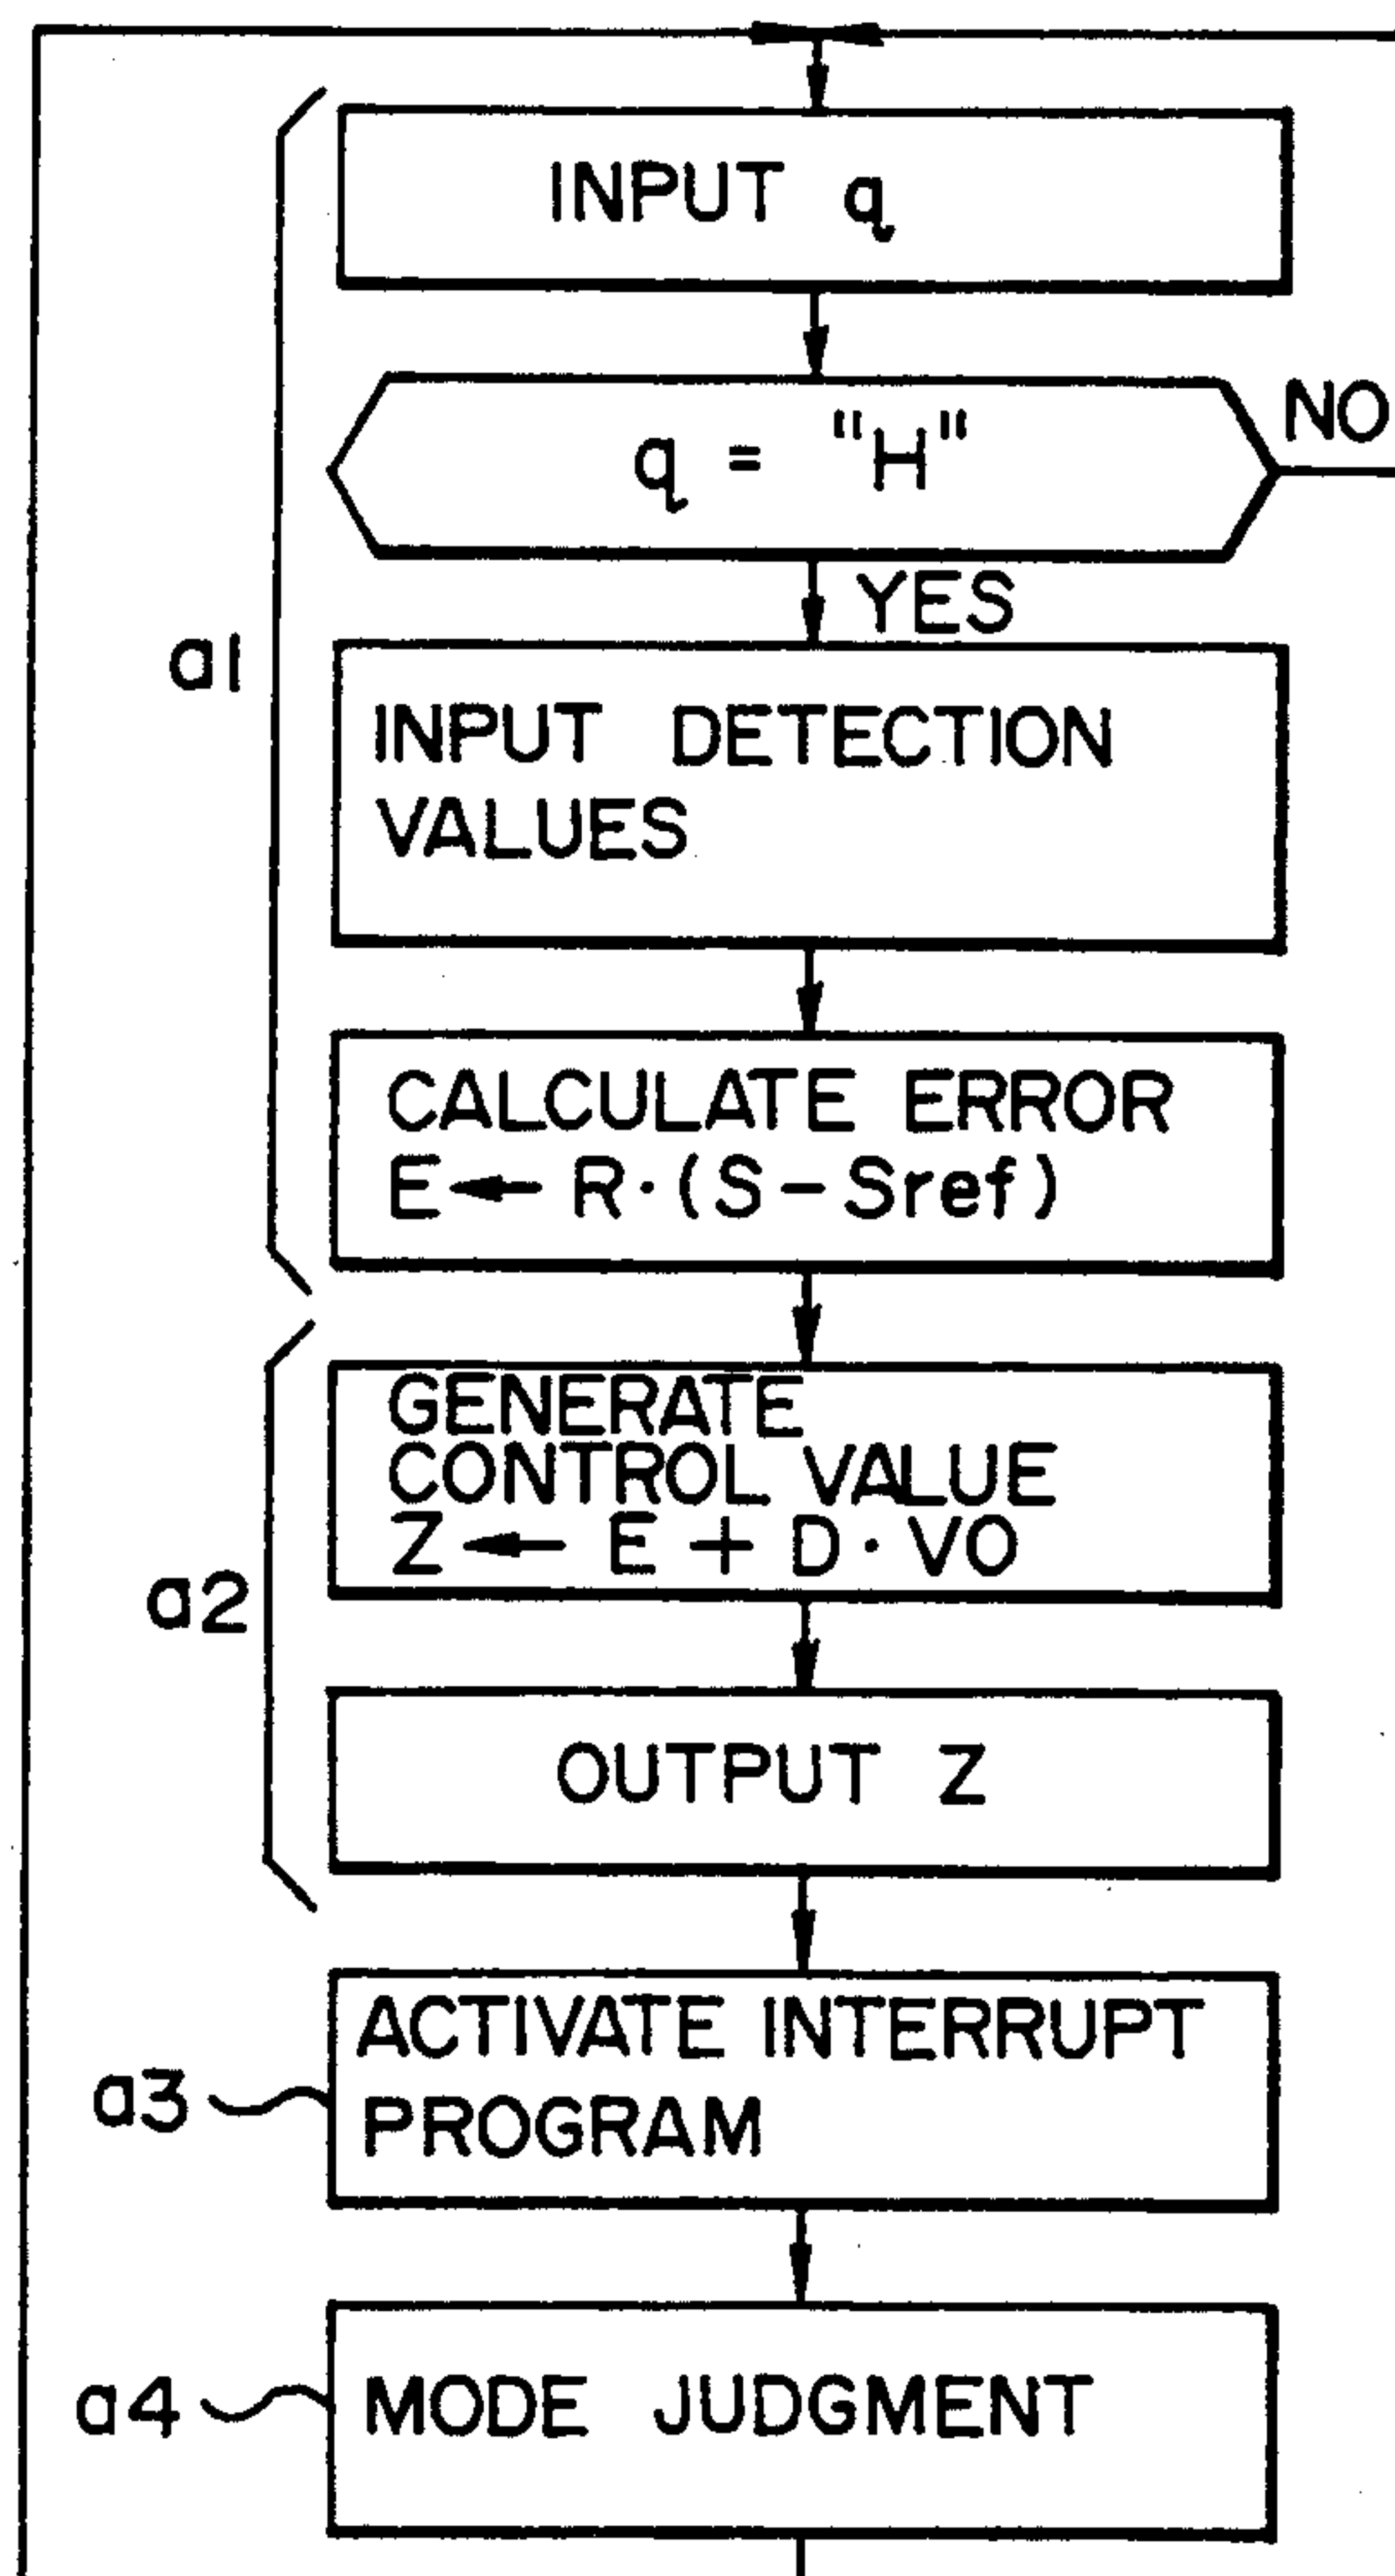 INPUT q
q = "H"
NO
YES
a1
INPUT DETECTION
VALUES
CALCULATE ERROR
E ← R·(S-Sref)
GENERATE
CONTROL VALUE
Z ← E + D·VO
a2
OUTPUT Z
ACTIVATE INTERRUPT
PROGRAM
a3
a4
MODE JUDGMENT